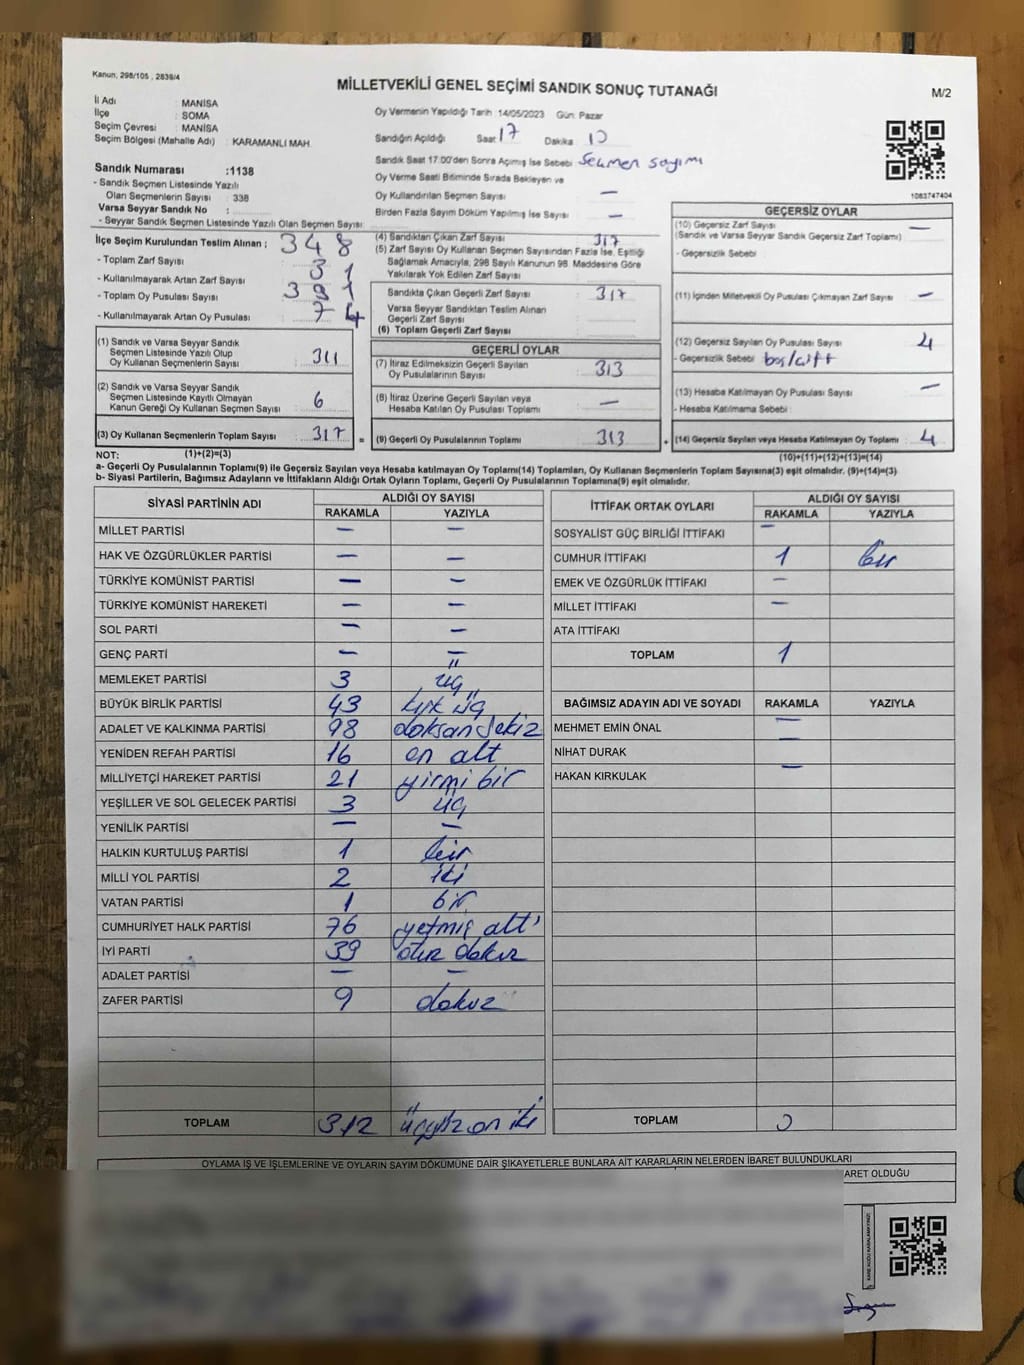 Kanun, 298/105 , 2839/4
MİLLETVEKİLİ GENEL SEÇİMİ SANDIK SONUÇ TUTANAĞI
M/2
İl Adı : MANİSA
İlçe : SOMA
Seçim Çevresi : MANİSA
Seçim Bölgesi (Mahalle Adı) : KARAMANLI MAH.
Oy Vermenin Yapıldığı Tarih :14/05/2023 Gün: Pazar
Sandığın Açıldığı Saat 17 Dakika 10
Sandık Saat 17.00'den Sonra Açılmış İse Sebebi Seçmen sayımı
Oy Verme Saati Bitiminde Sırada Bekleyen ve
Oy Kullandırılan Seçmen Sayısı : —
Birden Fazla Sayım Döküm Yapılmış İse Sayısı : —
Sandık Numarası :1138
- Sandık Seçmen Listesinde Yazılı
Olan Seçmenlerin Sayısı : 338
Varsa Seyyar Sandık No :
- Seyyar Sandık Seçmen Listesinde Yazılı Olan Seçmen Sayısı
1083747404
İlçe Seçim Kurulundan Teslim Alınan ;
- Toplam Zarf Sayısı : 348
- Kullanılmayarak Artan Zarf Sayısı : 31
- Toplam Oy Pusulası Sayısı : 391
- Kullanılmayarak Artan Oy Pusulası : 74
(1) Sandık ve Varsa Seyyar Sandık
Seçmen Listesinde Yazılı Olup
Oy Kullanan Seçmenlerin Sayısı : 311
(2) Sandık ve Varsa Seyyar Sandık
Seçmen Listesinde Kayıtlı Olmayan
Kanun Gereği Oy Kullanan Seçmen Sayısı : 6
(3) Oy Kullanan Seçmenlerin Toplam Sayısı : 317 =
(1)+(2)=(3)
(4) Sandıktan Çıkan Zarf Sayısı : 317
(5) Zarf Sayısı Oy Kullanan Seçmen Sayısından Fazla İse, Eşitliği
Sağlamak Amacıyla, 298 Sayılı Kanunun 98. Maddesine Göre
Yakılarak Yok Edilen Zarf Sayısı :
Sandıkta Çıkan Geçerli Zarf Sayısı : 317
Varsa Seyyar Sandıktan Teslim Alınan
Geçerli Zarf Sayısı :
(6) Toplam Geçerli Zarf Sayısı :
GEÇERLİ OYLAR
(7) İtiraz Edilmeksizin Geçerli Sayılan
Oy Pusulalarının Sayısı : 313
(8) İtiraz Üzerine Geçerli Sayılan veya
Hesaba Katılan Oy Pusulası Toplamı : —
(9) Geçerli Oy Pusulalarının Toplamı : 313 +
GEÇERSİZ OYLAR
(10) Geçersiz Zarf Sayısı : —
(Sandık ve Varsa Seyyar Sandık Geçersiz Zarf Toplamı)
- Geçersizlik Sebebi :
(11) İçinden Milletvekili Oy Pusulası Çıkmayan Zarf Sayısı : —
(12) Geçersiz Sayılan Oy Pusulası Sayısı : 4
- Geçersizlik Sebebi : boş/çift
(13) Hesaba Katılmayan Oy Pusulası Sayısı : —
- Hesaba Katılmama Sebebi :
(14) Geçersiz Sayılan veya Hesaba Katılmayan Oy Toplamı : 4
(10)+(11)+(12)+(13)=(14)
NOT:
a- Geçerli Oy Pusulalarının Toplamı(9) ile Geçersiz Sayılan veya Hesaba katılmayan Oy Toplamı(14) Toplamları, Oy Kullanan Seçmenlerin Toplam Sayısına(3) eşit olmalıdır. (9)+(14)=(3)
b- Siyasi Partilerin, Bağımsız Adayların ve İttifakların Aldığı Ortak Oyların Toplamı, Geçerli Oy Pusulalarının Toplamına(9) eşit olmalıdır.
SİYASİ PARTİNİN ADI ALDIĞI OY SAYISI
RAKAMLA YAZIYLA
MİLLET PARTİSİ — —
HAK VE ÖZGÜRLÜKLER PARTİSİ — —
TÜRKİYE KOMÜNİST PARTİSİ — —
TÜRKİYE KOMÜNİST HAREKETİ — —
SOL PARTİ — —
GENÇ PARTİ — —
MEMLEKET PARTİSİ 3 üç
BÜYÜK BİRLİK PARTİSİ 43 kırk üç
ADALET VE KALKINMA PARTİSİ 98 doksan sekiz
YENİDEN REFAH PARTİSİ 16 on altı
MİLLİYETÇİ HAREKET PARTİSİ 21 yirmi bir
YEŞİLLER VE SOL GELECEK PARTİSİ 3 üç
YENİLİK PARTİSİ — —
HALKIN KURTULUŞ PARTİSİ 1 bir
MİLLİ YOL PARTİSİ 2 iki
VATAN PARTİSİ 1 bir
CUMHURİYET HALK PARTİSİ 76 yetmiş altı
İYİ PARTİ 39 otuz dokuz
ADALET PARTİSİ — —
ZAFER PARTİSİ 9 dokuz
TOPLAM 312 üçyüz on iki
İTTİFAK ORTAK OYLARI ALDIĞI OY SAYISI
RAKAMLA YAZIYLA
SOSYALİST GÜÇ BİRLİĞİ İTTİFAKI —
CUMHUR İTTİFAKI 1 bir
EMEK VE ÖZGÜRLÜK İTTİFAKI —
MİLLET İTTİFAKI —
ATA İTTİFAKI
TOPLAM 1
BAĞIMSIZ ADAYIN ADI VE SOYADI RAKAMLA YAZIYLA
MEHMET EMİN ÖNAL —
NİHAT DURAK —
HAKAN KIRKULAK —
TOPLAM 0
OYLAMA İŞ VE İŞLEMLERİNE VE OYLARIN SAYIM DÖKÜMÜNE DAİR ŞİKAYETLERLE BUNLARA AİT KARARLARIN NELERDEN İBARET BULUNDUKLARI
ARET OLDUĞU